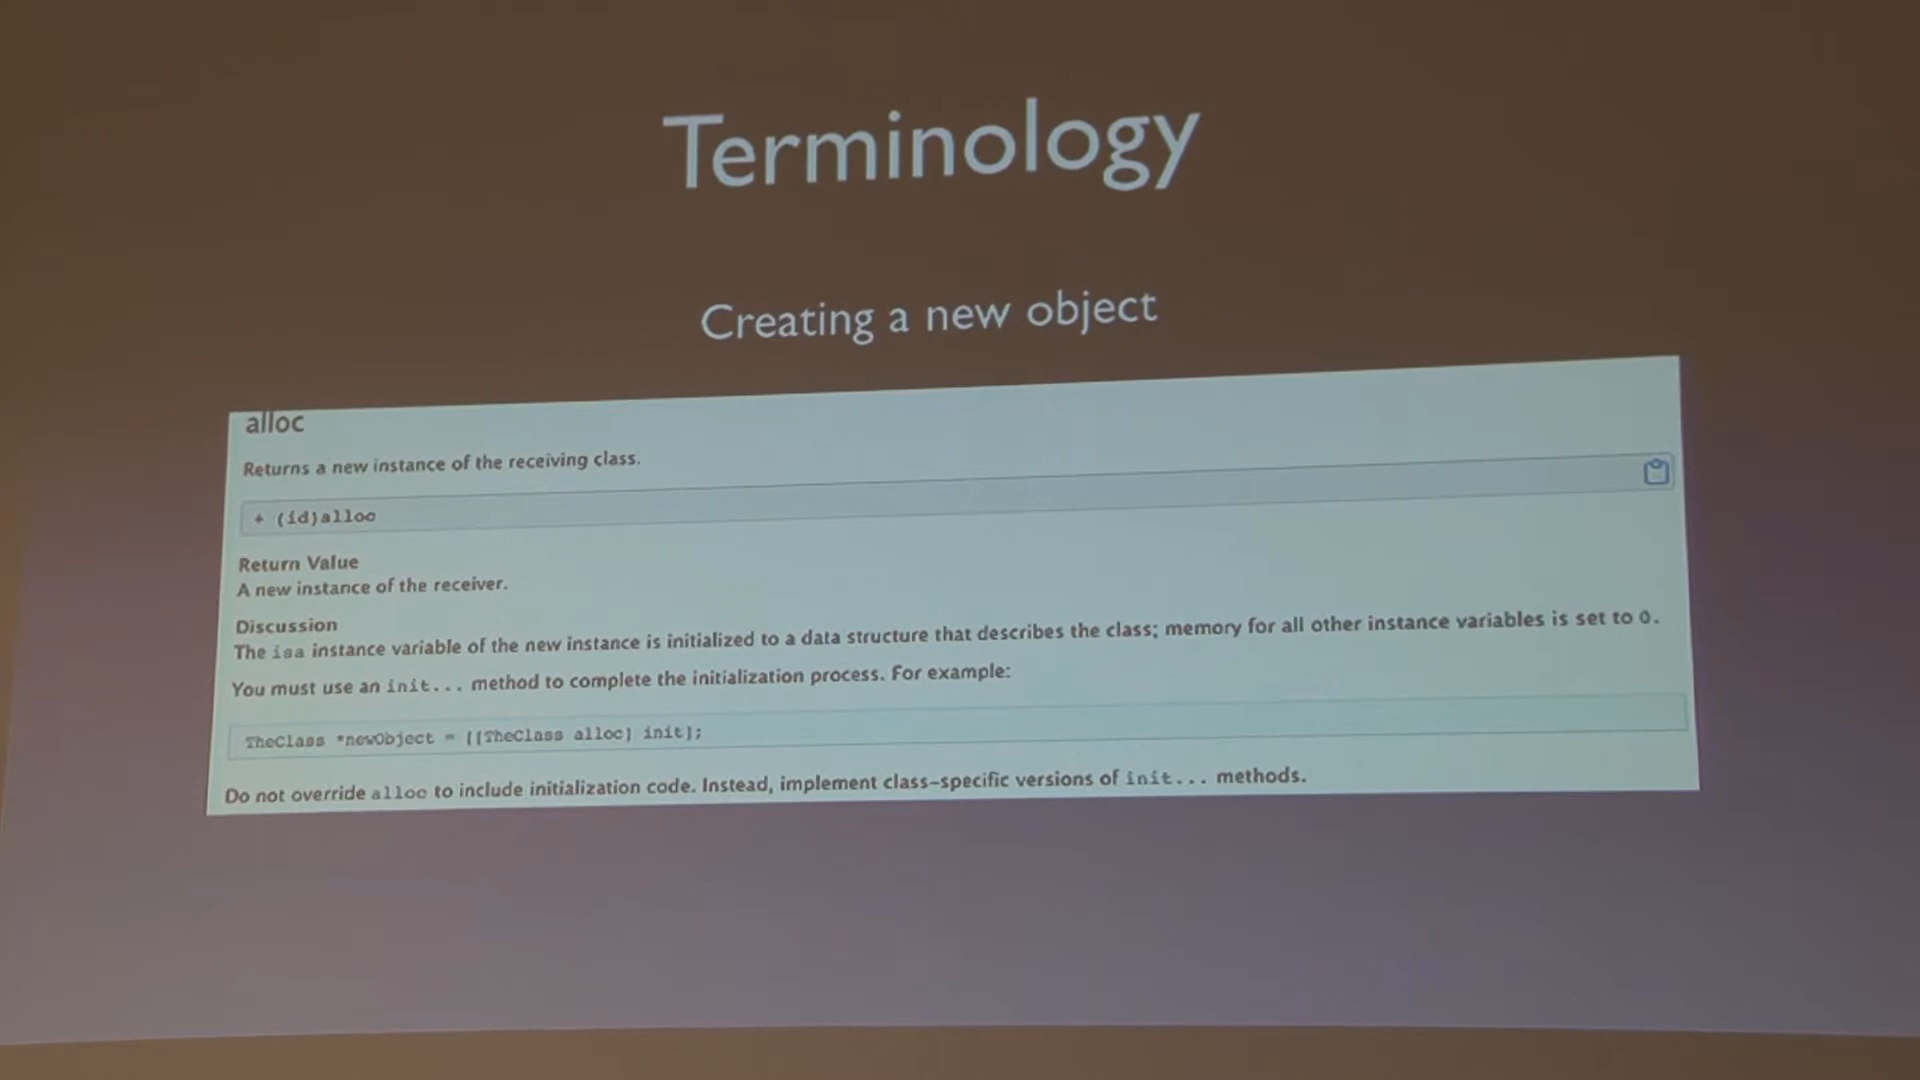 Terminology
Creating a new object
alloc
Returns a new instance of the receiving class.
+ (id)alloc
Return Value
A new instance of the receiver.
Discussion
The isa instance variable of the new instance is initialized to a data structure that describes the class; memory for all other instance variables is set to 0.
You must use an init... method to complete the initialization process. For example:
TheClass *newObject = [[TheClass alloc] init];
Do not override alloc to include initialization code. Instead, implement class-specific versions of init... methods.